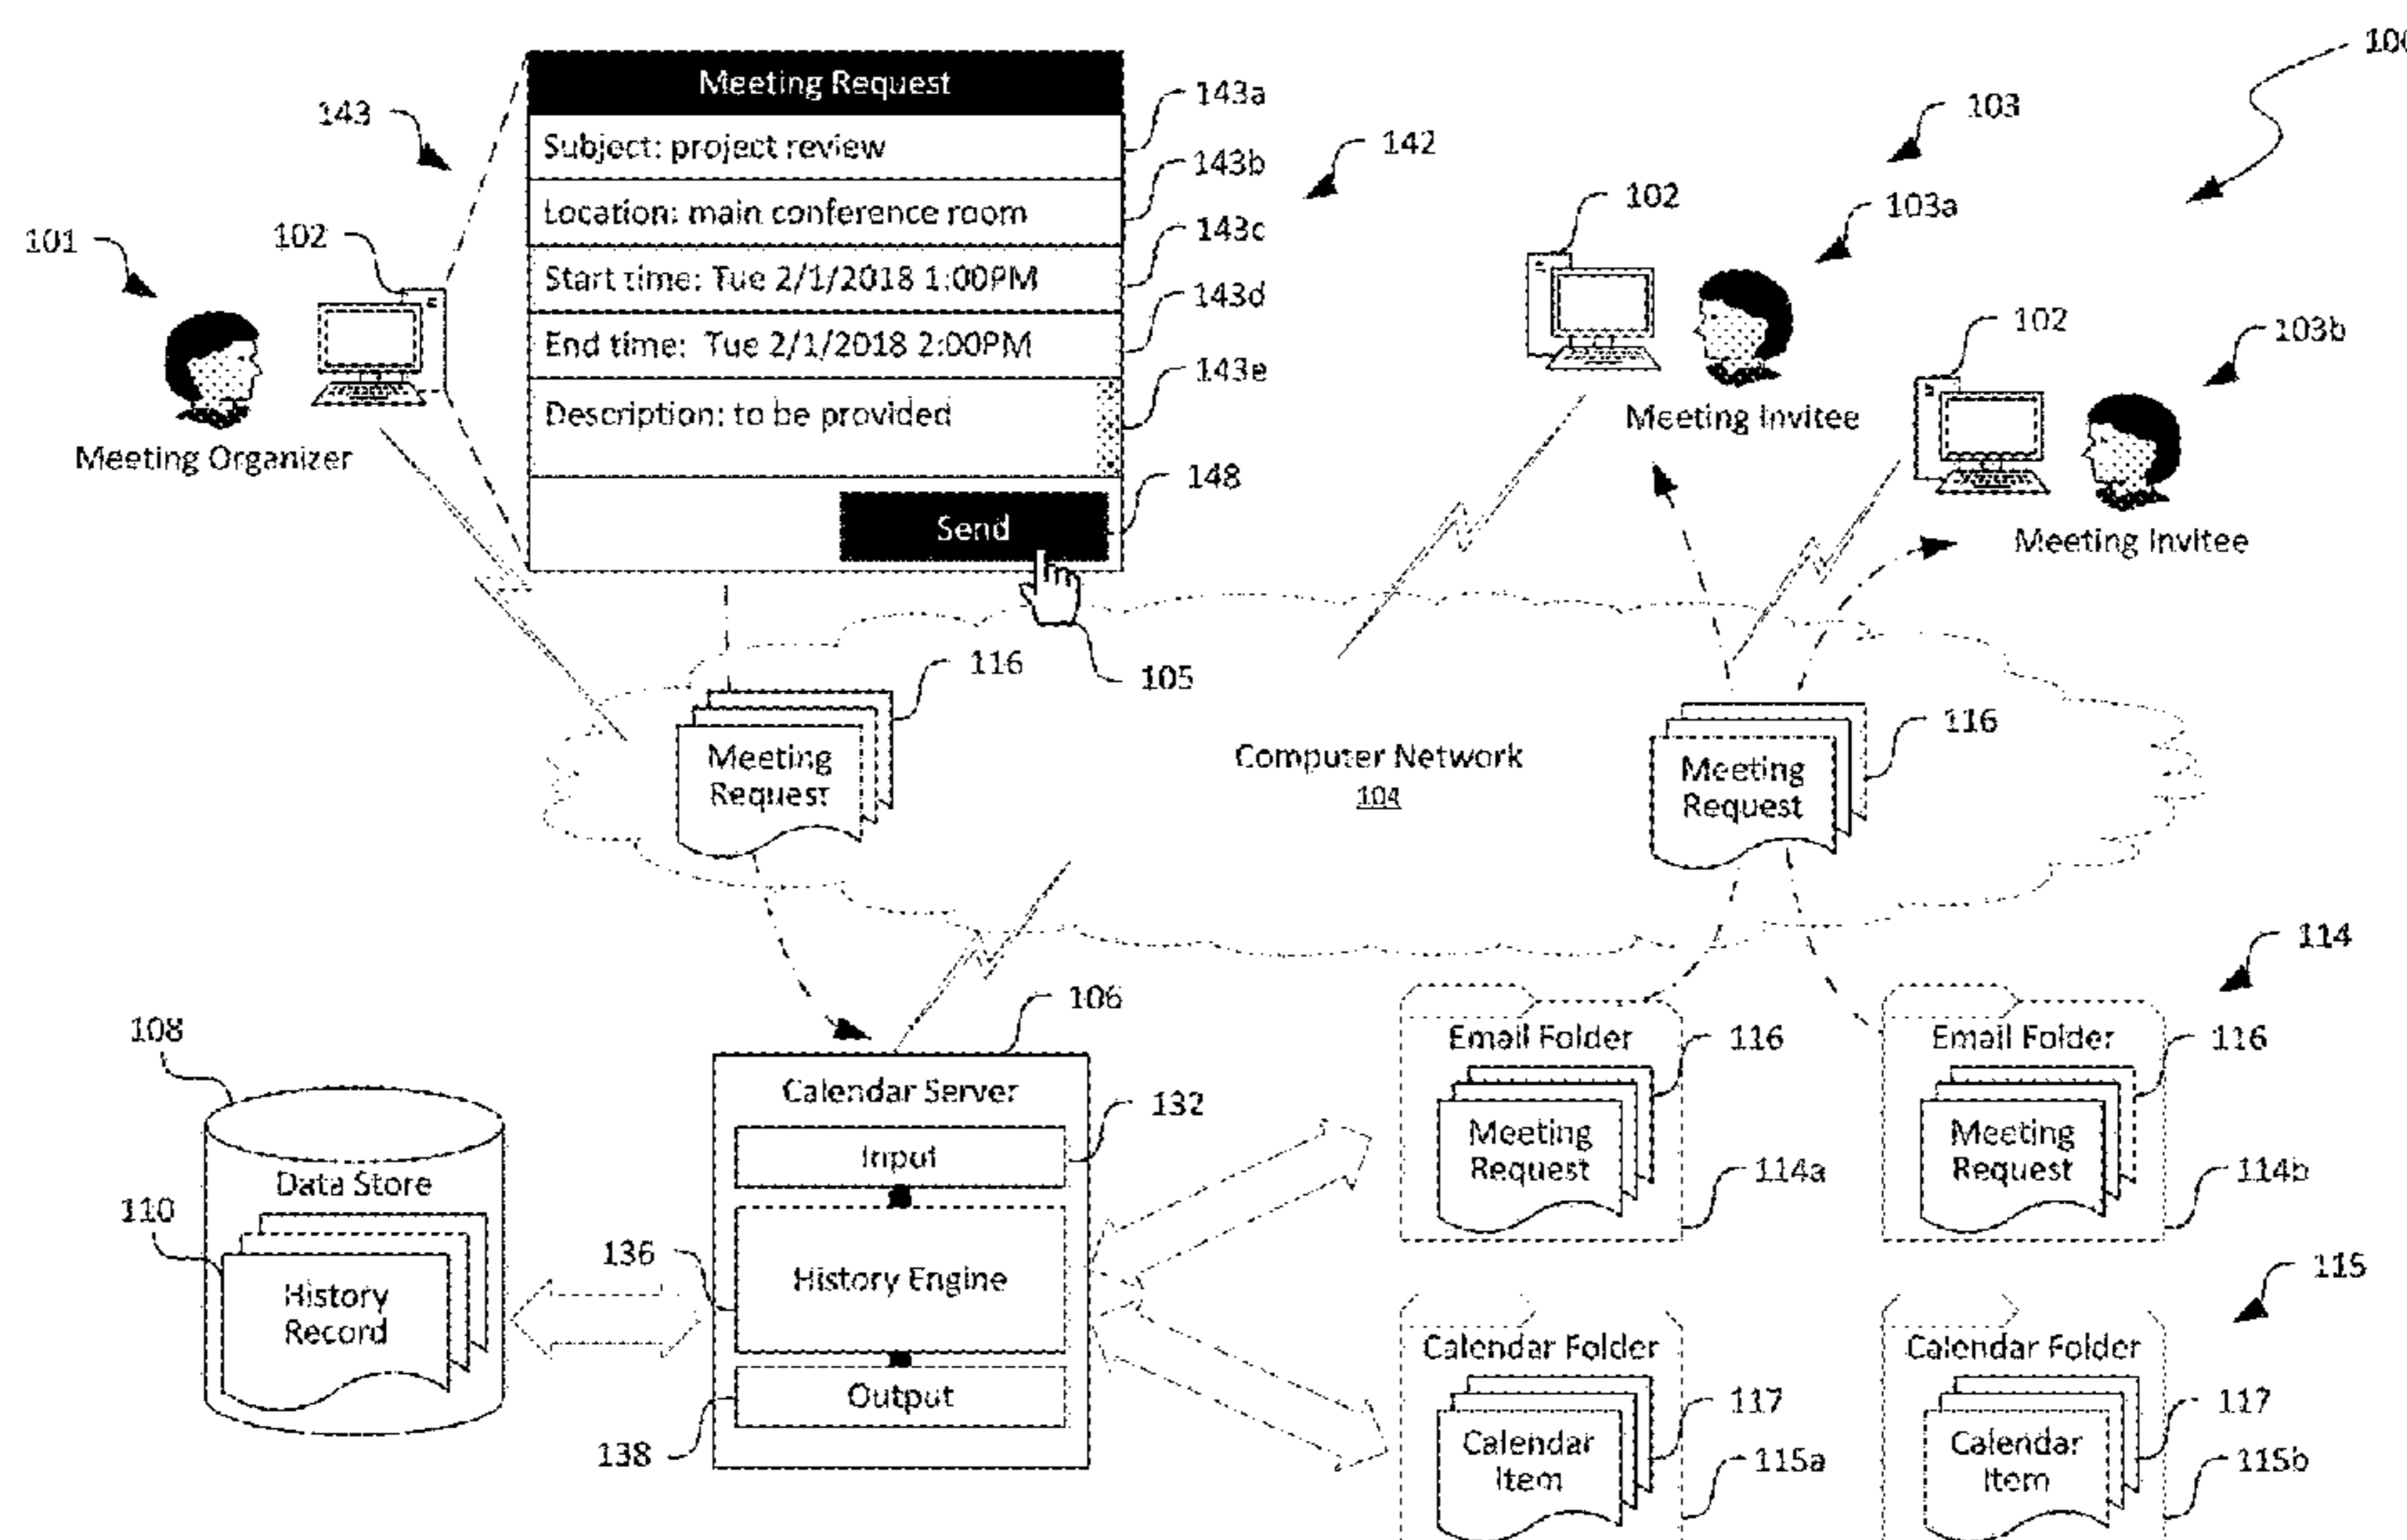 100
Meeting Request
143a
103
143
Subject: project review
142
143b
102
103a
Location: main conference room
143c
101
102
Start time: Tue 2/1/2018 1:00PM
143d
102
103b
End time: Tue 2/1/2018 2:00PM
143e
Description: to be provided
Meeting Invitee
Meeting Organizer
148
Send
Meeting Invitee
116
105
116
Meeting
Request
Computer Network
104
Meeting
Request
114
106
108
Calendar Server
Email Folder
116
Email Folder
116
132
Input
Meeting
Request
Meeting
Request
Data Store
114a
114b
110
136
History Engine
History
Record
115
Calendar Folder
Calendar Folder
Output
117
117
138
Calendar
Item
115a
Calendar
Item
115b